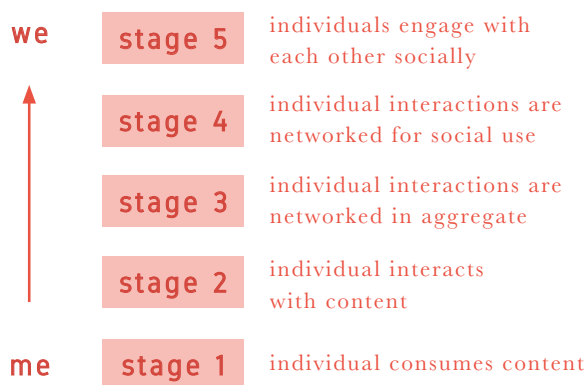 we
stage 5
individuals engage with
each other socially
stage 4
individual interactions are
networked for social use
stage 3
individual interactions are
networked in aggregate
stage 2
individual interacts
with content
me
stage 1
individual consumes content